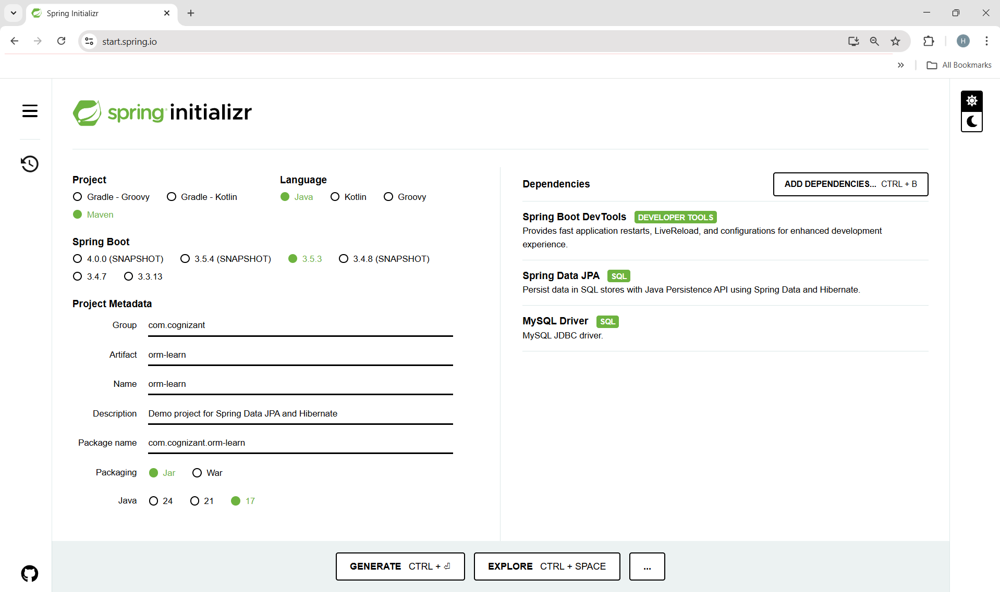 Spring Initializr
start.spring.io
H
All Bookmarks
spring initializr
Project
Gradle - Groovy
Gradle - Kotlin
Maven
Language
Java
Kotlin
Groovy
Spring Boot
4.0.0 (SNAPSHOT)
3.5.4 (SNAPSHOT)
3.5.3
3.4.8 (SNAPSHOT)
3.4.7
3.3.13
Project Metadata
Group com.cognizant
Artifact orm-learn
Name orm-learn
Description Demo project for Spring Data JPA and Hibernate
Package name com.cognizant.orm-learn
Packaging Jar War
Java 24 21 17
Dependencies
ADD DEPENDENCIES... CTRL + B
Spring Boot DevTools DEVELOPER TOOLS
Provides fast application restarts, LiveReload, and configurations for enhanced development
experience.
Spring Data JPA SQL
Persist data in SQL stores with Java Persistence API using Spring Data and Hibernate.
MySQL Driver SQL
MySQL JDBC driver.
GENERATE CTRL + ⏎
EXPLORE CTRL + SPACE
...